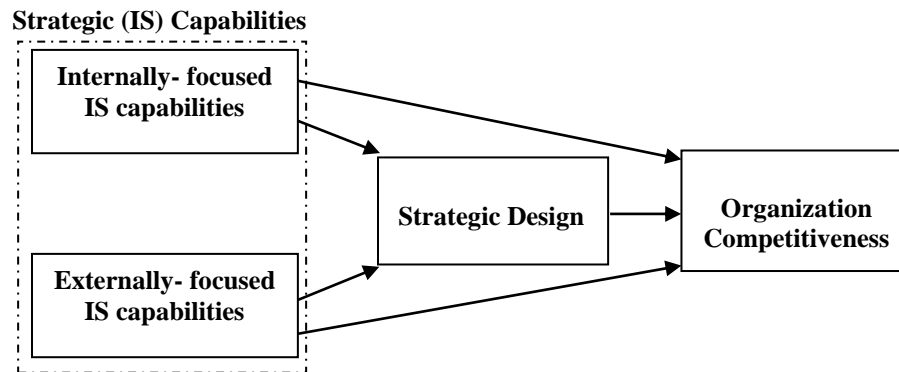 Strategic (IS) Capabilities
Internally- focused
IS capabilities
Strategic Design
Organization
Competitiveness
Externally- focused
IS capabilities